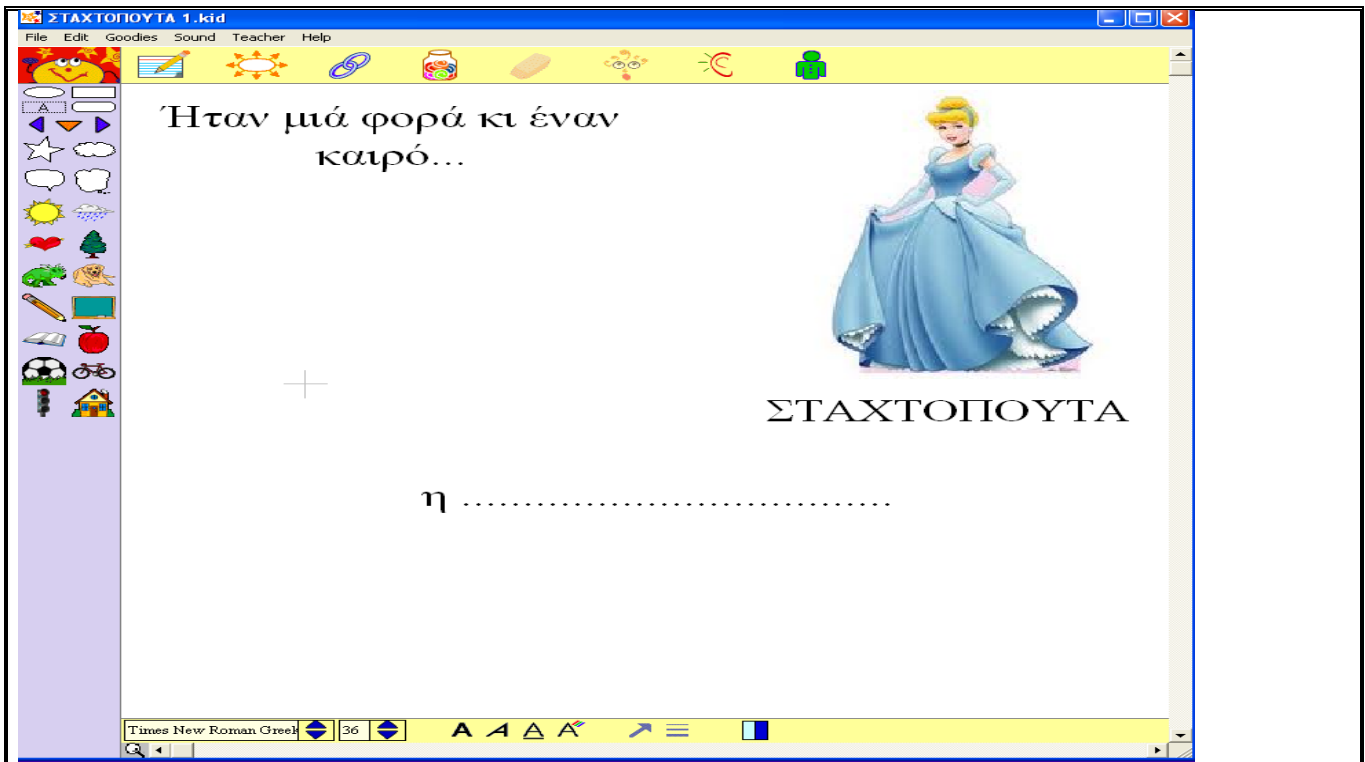 ΣΤΑΧΤΟΠΟΥΤΑ 1.kid
File Edit Goodies Sound Teacher Help
A
Ήταν μιά φορά κι έναν
καιρό...
ΣΤΑΧΤΟΠΟΥΤΑ
η ..................................
Times New Roman Greek 36 A A A A